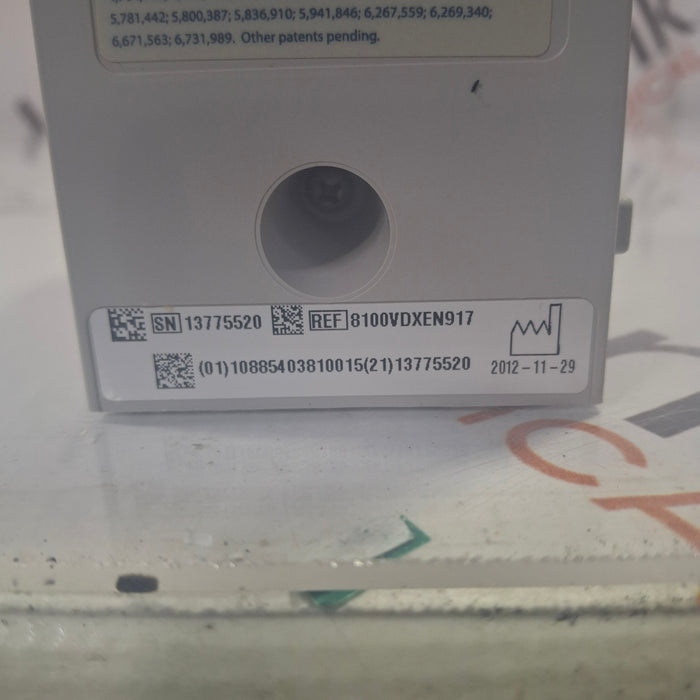 5,781,442; 5,800,387; 5,836,910; 5,941,846; 6,267,559; 6,269,340;
6,671,563; 6,731,989. Other patents pending.
SN 13775520 REF 8100VDXEN917
(01)10885403810015(21)13775520 2012-11-29